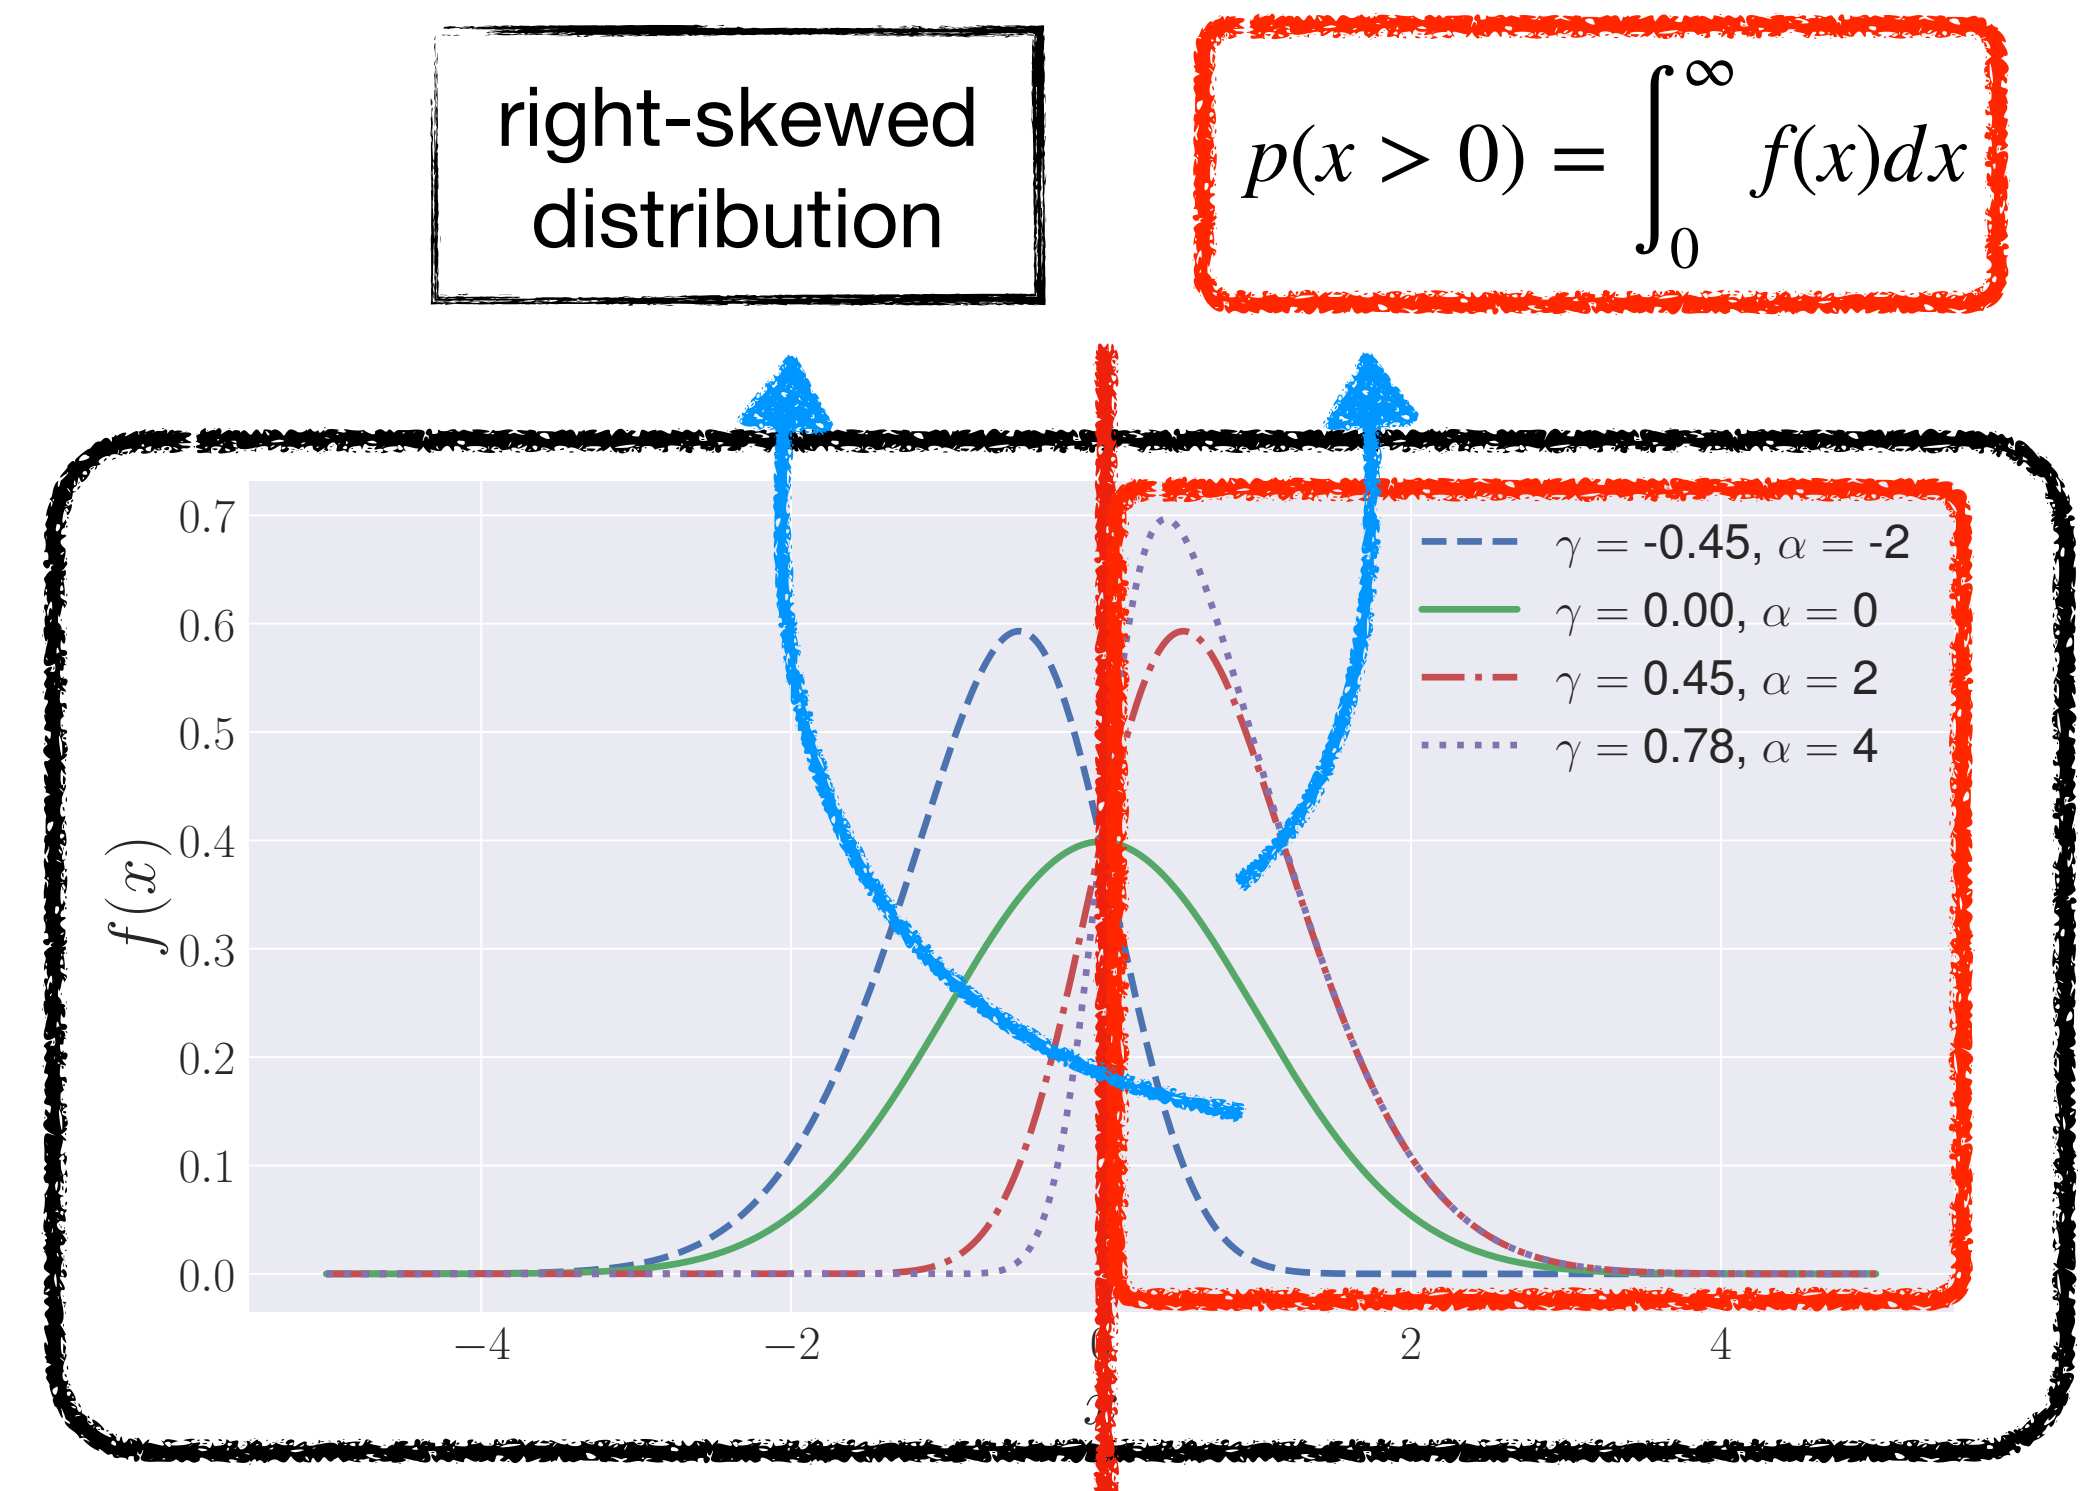 right-skewed
distribution
p(x > 0) = ∫₀^∞ f(x)dx
0.7
0.6
0.5
0.4
0.3
0.2
0.1
0.0
f(x)
γ = -0.45, α = -2
γ = 0.00, α = 0
γ = 0.45, α = 2
γ = 0.78, α = 4
−4 −2 0 2 4
x